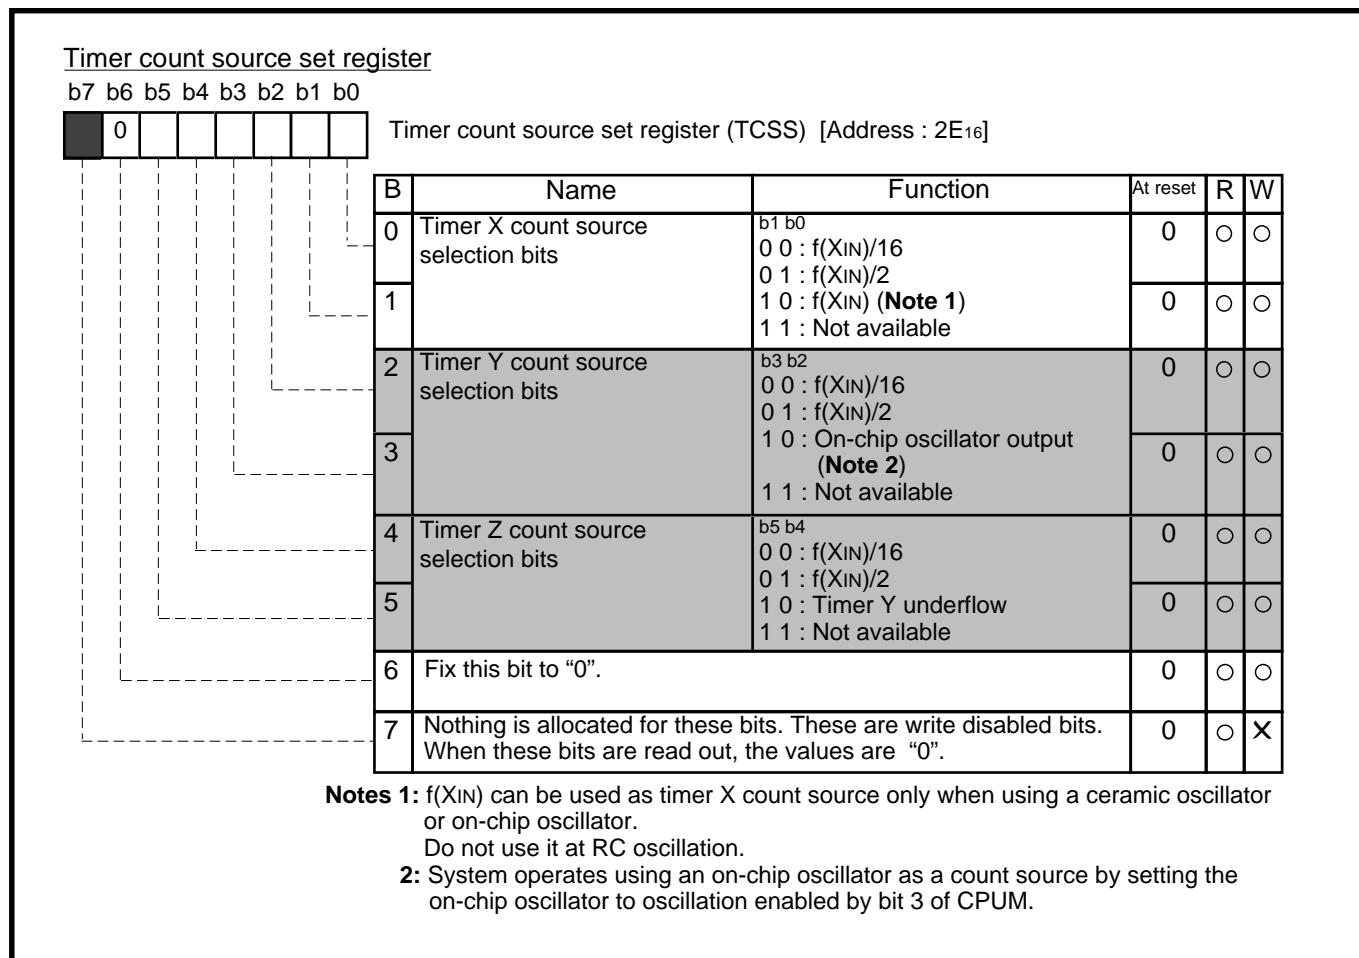 Timer count source set register
b7 b6 b5 b4 b3 b2 b1 b0
0
Timer count source set register (TCSS) [Address : 2E16]
B Name Function At reset R W
0 Timer X count source selection bits b1 b0 0 ○ ○
0 0 : f(XIN)/16
0 1 : f(XIN)/2
1 1 0 : f(XIN) (Note 1) 0 ○ ○
1 1 : Not available
2 Timer Y count source selection bits b3 b2 0 ○ ○
0 0 : f(XIN)/16
0 1 : f(XIN)/2
3 1 0 : On-chip oscillator output 0 ○ ○
(Note 2)
1 1 : Not available
4 Timer Z count source selection bits b5 b4 0 ○ ○
0 0 : f(XIN)/16
0 1 : f(XIN)/2
5 1 0 : Timer Y underflow 0 ○ ○
1 1 : Not available
6 Fix this bit to “0”. 0 ○ ○
7 Nothing is allocated for these bits. These are write disabled bits. 0 ○ ×
When these bits are read out, the values are “0”.
Notes 1: f(XIN) can be used as timer X count source only when using a ceramic oscillator
or on-chip oscillator.
Do not use it at RC oscillation.
2: System operates using an on-chip oscillator as a count source by setting the
on-chip oscillator to oscillation enabled by bit 3 of CPUM.